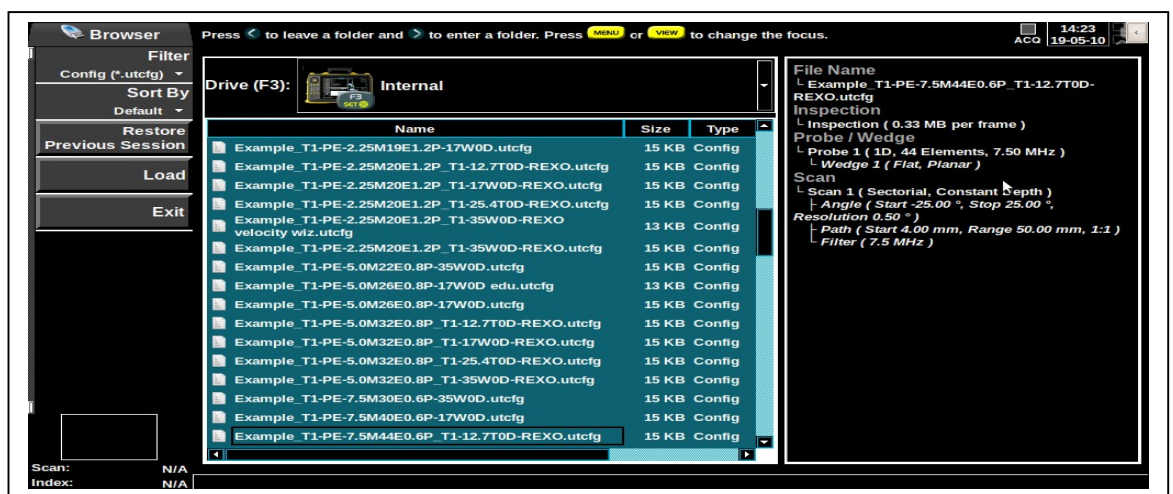 Browser
Press < to leave a folder and > to enter a folder. Press MENU or VIEW to change the focus.
ACQ
14:23
19-05-10
Filter
Config (*.utcfg)
Sort By
Default
Restore
Previous Session
Load
Exit
Drive (F3):
F3
SET
Internal
Name Size Type
Example_T1-PE-2.25M19E1.2P-17W0D.utcfg 15 KB Config
Example_T1-PE-2.25M20E1.2P_T1-12.7T0D-REXO.utcfg 15 KB Config
Example_T1-PE-2.25M20E1.2P_T1-17W0D-REXO.utcfg 15 KB Config
Example_T1-PE-2.25M20E1.2P_T1-25.4T0D-REXO.utcfg 15 KB Config
Example_T1-PE-2.25M20E1.2P_T1-35W0D-REXO
velocity wiz.utcfg 13 KB Config
Example_T1-PE-2.25M20E1.2P_T1-35W0D-REXO.utcfg 15 KB Config
Example_T1-PE-5.0M22E0.8P-35W0D.utcfg 15 KB Config
Example_T1-PE-5.0M26E0.8P-17W0D edu.utcfg 13 KB Config
Example_T1-PE-5.0M26E0.8P-17W0D.utcfg 15 KB Config
Example_T1-PE-5.0M32E0.8P_T1-12.7T0D-REXO.utcfg 15 KB Config
Example_T1-PE-5.0M32E0.8P_T1-17W0D-REXO.utcfg 15 KB Config
Example_T1-PE-5.0M32E0.8P_T1-25.4T0D-REXO.utcfg 15 KB Config
Example_T1-PE-5.0M32E0.8P_T1-35W0D-REXO.utcfg 15 KB Config
Example_T1-PE-7.5M30E0.6P-35W0D.utcfg 15 KB Config
Example_T1-PE-7.5M40E0.6P-17W0D.utcfg 15 KB Config
Example_T1-PE-7.5M44E0.6P_T1-12.7T0D-REXO.utcfg 15 KB Config
File Name
Example_T1-PE-7.5M44E0.6P_T1-12.7T0D-
REXO.utcfg
Inspection
Inspection ( 0.33 MB per frame )
Probe / Wedge
Probe 1 ( 1D, 44 Elements, 7.50 MHz )
Wedge 1 ( Flat, Planar )
Scan
Scan 1 ( Sectorial, Constant Depth )
Angle ( Start -25.00 °, Stop 25.00 °,
Resolution 0.50 ° )
Path ( Start 4.00 mm, Range 50.00 mm, 1:1 )
Filter ( 7.5 MHz )
Scan: N/A
Index: N/A